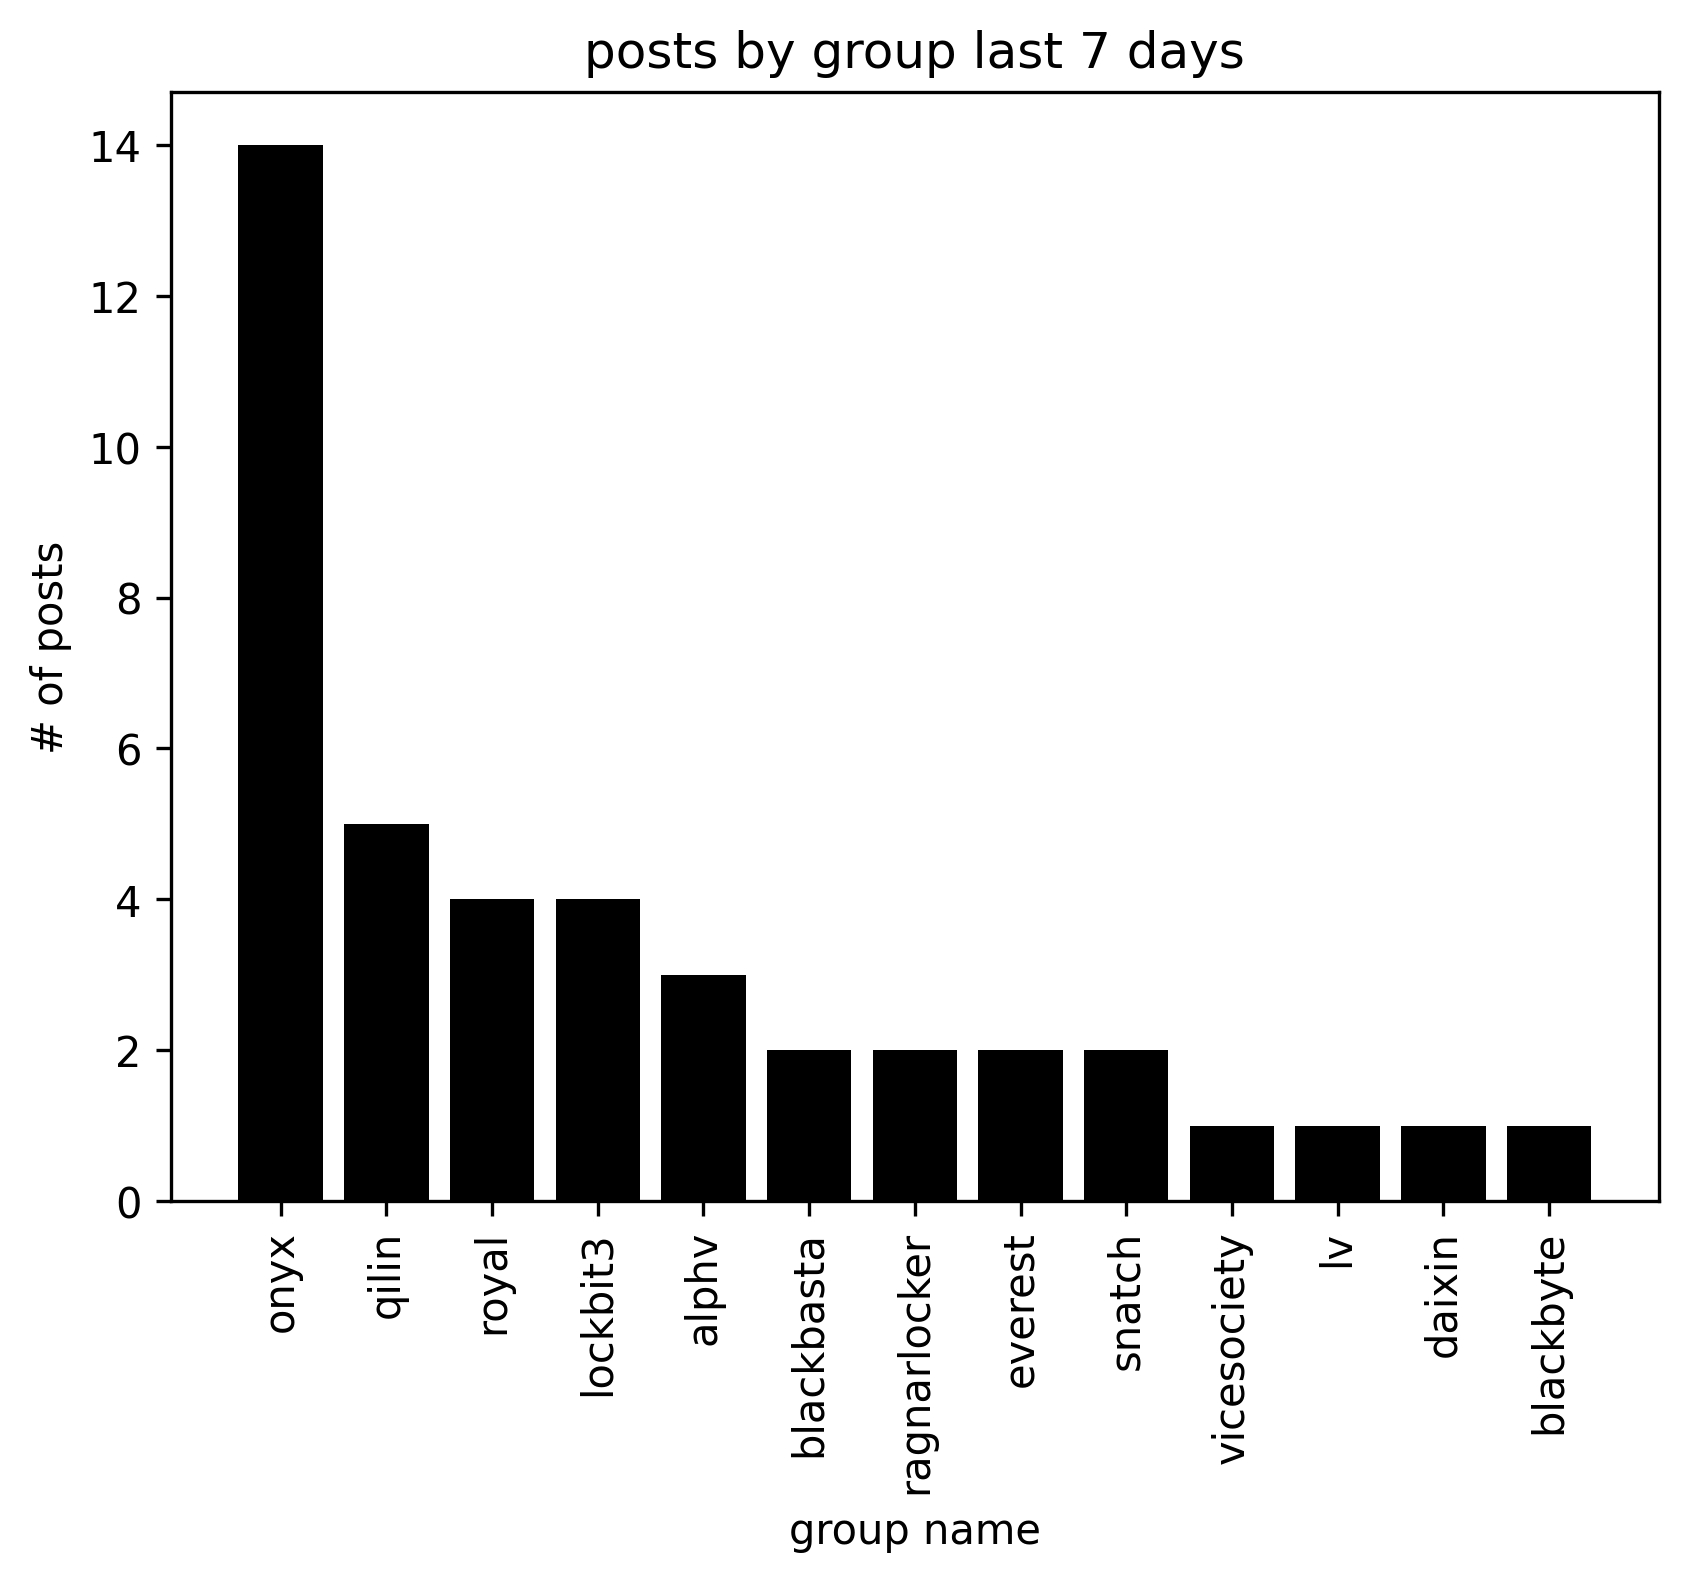 posts by group last 7 days
# of posts
14
12
10
8
6
4
2
0
onyx
qilin
royal
lockbit3
alphv
blackbasta
ragnarlocker
everest
snatch
vicesociety
lv
daixin
blackbyte
group name